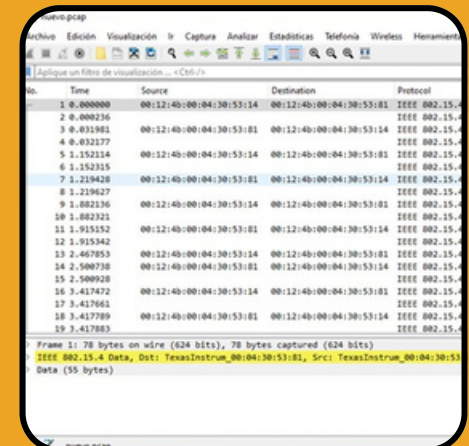 nuevo.pcap
Archivo Edición Visualización Ir Captura Analizar Estadísticas Telefonía Wireless Herramienta
Aplique un filtro de visualización ... <Ctrl-/>
No. Time Source Destination Protocol
1 0.000000 00:12:4b:00:04:30:53:14 00:12:4b:00:04:30:53:81 IEEE 802.15.4
2 0.000236 IEEE 802.15.4
3 0.031981 00:12:4b:00:04:30:53:81 00:12:4b:00:04:30:53:14 IEEE 802.15.4
4 0.032177 IEEE 802.15.4
5 1.152114 00:12:4b:00:04:30:53:14 00:12:4b:00:04:30:53:81 IEEE 802.15.4
6 1.152315 IEEE 802.15.4
7 1.219428 00:12:4b:00:04:30:53:81 00:12:4b:00:04:30:53:14 IEEE 802.15.4
8 1.219627 IEEE 802.15.4
9 1.882136 00:12:4b:00:04:30:53:14 00:12:4b:00:04:30:53:81 IEEE 802.15.4
10 1.882321 IEEE 802.15.4
11 1.915152 00:12:4b:00:04:30:53:81 00:12:4b:00:04:30:53:14 IEEE 802.15.4
12 1.915342 IEEE 802.15.4
13 2.467853 00:12:4b:00:04:30:53:14 00:12:4b:00:04:30:53:81 IEEE 802.15.4
14 2.500738 00:12:4b:00:04:30:53:81 00:12:4b:00:04:30:53:14 IEEE 802.15.4
15 2.500928 IEEE 802.15.4
16 3.417472 00:12:4b:00:04:30:53:14 00:12:4b:00:04:30:53:81 IEEE 802.15.4
17 3.417661 IEEE 802.15.4
18 3.417789 00:12:4b:00:04:30:53:81 00:12:4b:00:04:30:53:14 IEEE 802.15.4
19 3.417883 IEEE 802.15.4
Frame 1: 78 bytes on wire (624 bits), 78 bytes captured (624 bits)
IEEE 802.15.4 Data, Dst: TexasInstrum_00:04:30:53:81, Src: TexasInstrum_00:04:30:53
Data (55 bytes)
nuevo.pcap